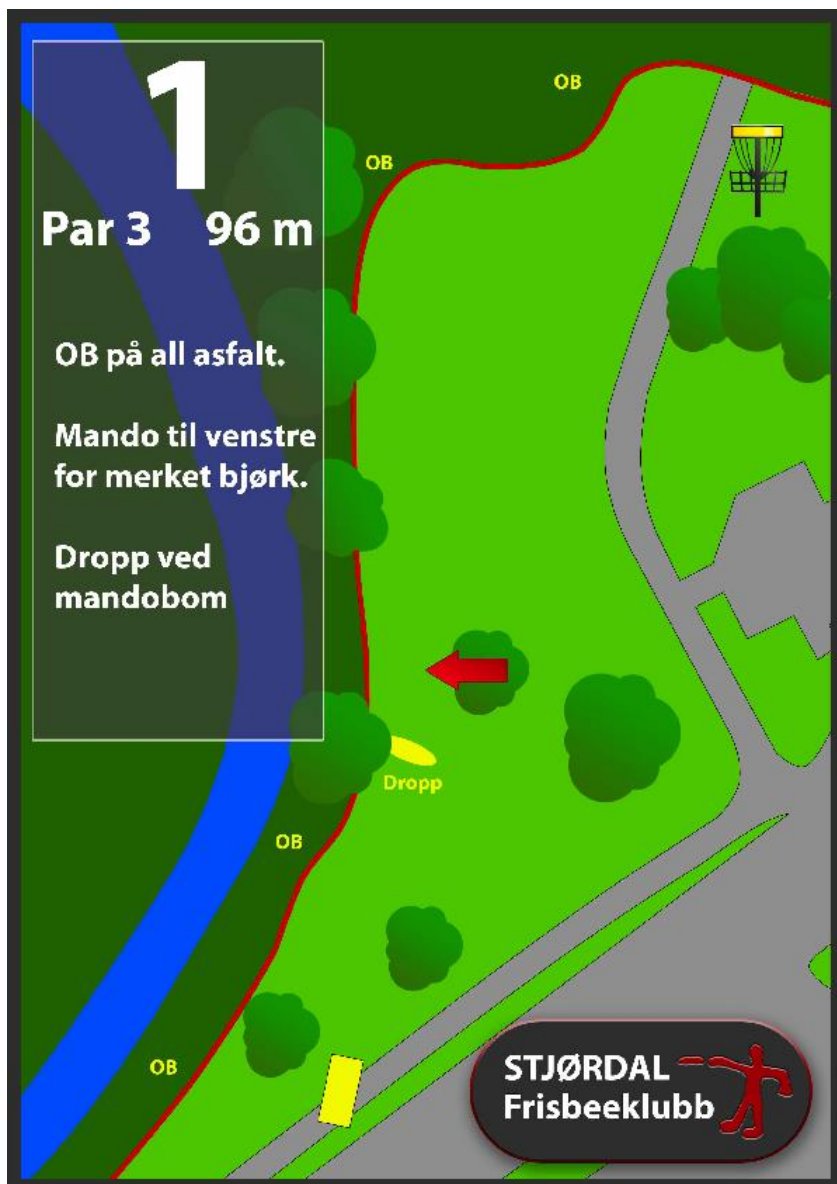 1
Par 3 96 m
OB på all asfalt.
Mando til venstre
for merket bjørk.
Dropp ved
mandobom
OB
OB
Dropp
OB
OB
STJØRDAL
Frisbeeklubb